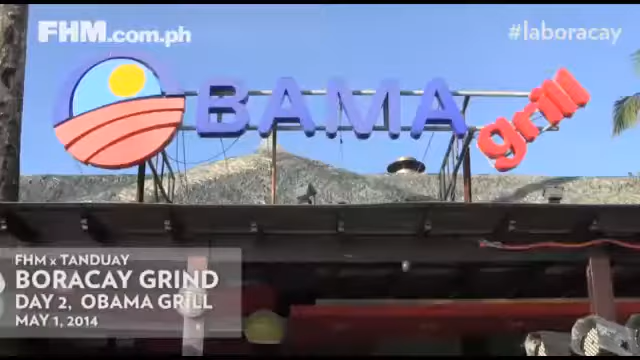 FHM.com.ph
#laboracay
OBAMA grill
FHM x TANDUAY
BORACAY GRIND
DAY 2, OBAMA GRILL
MAY 1, 2014